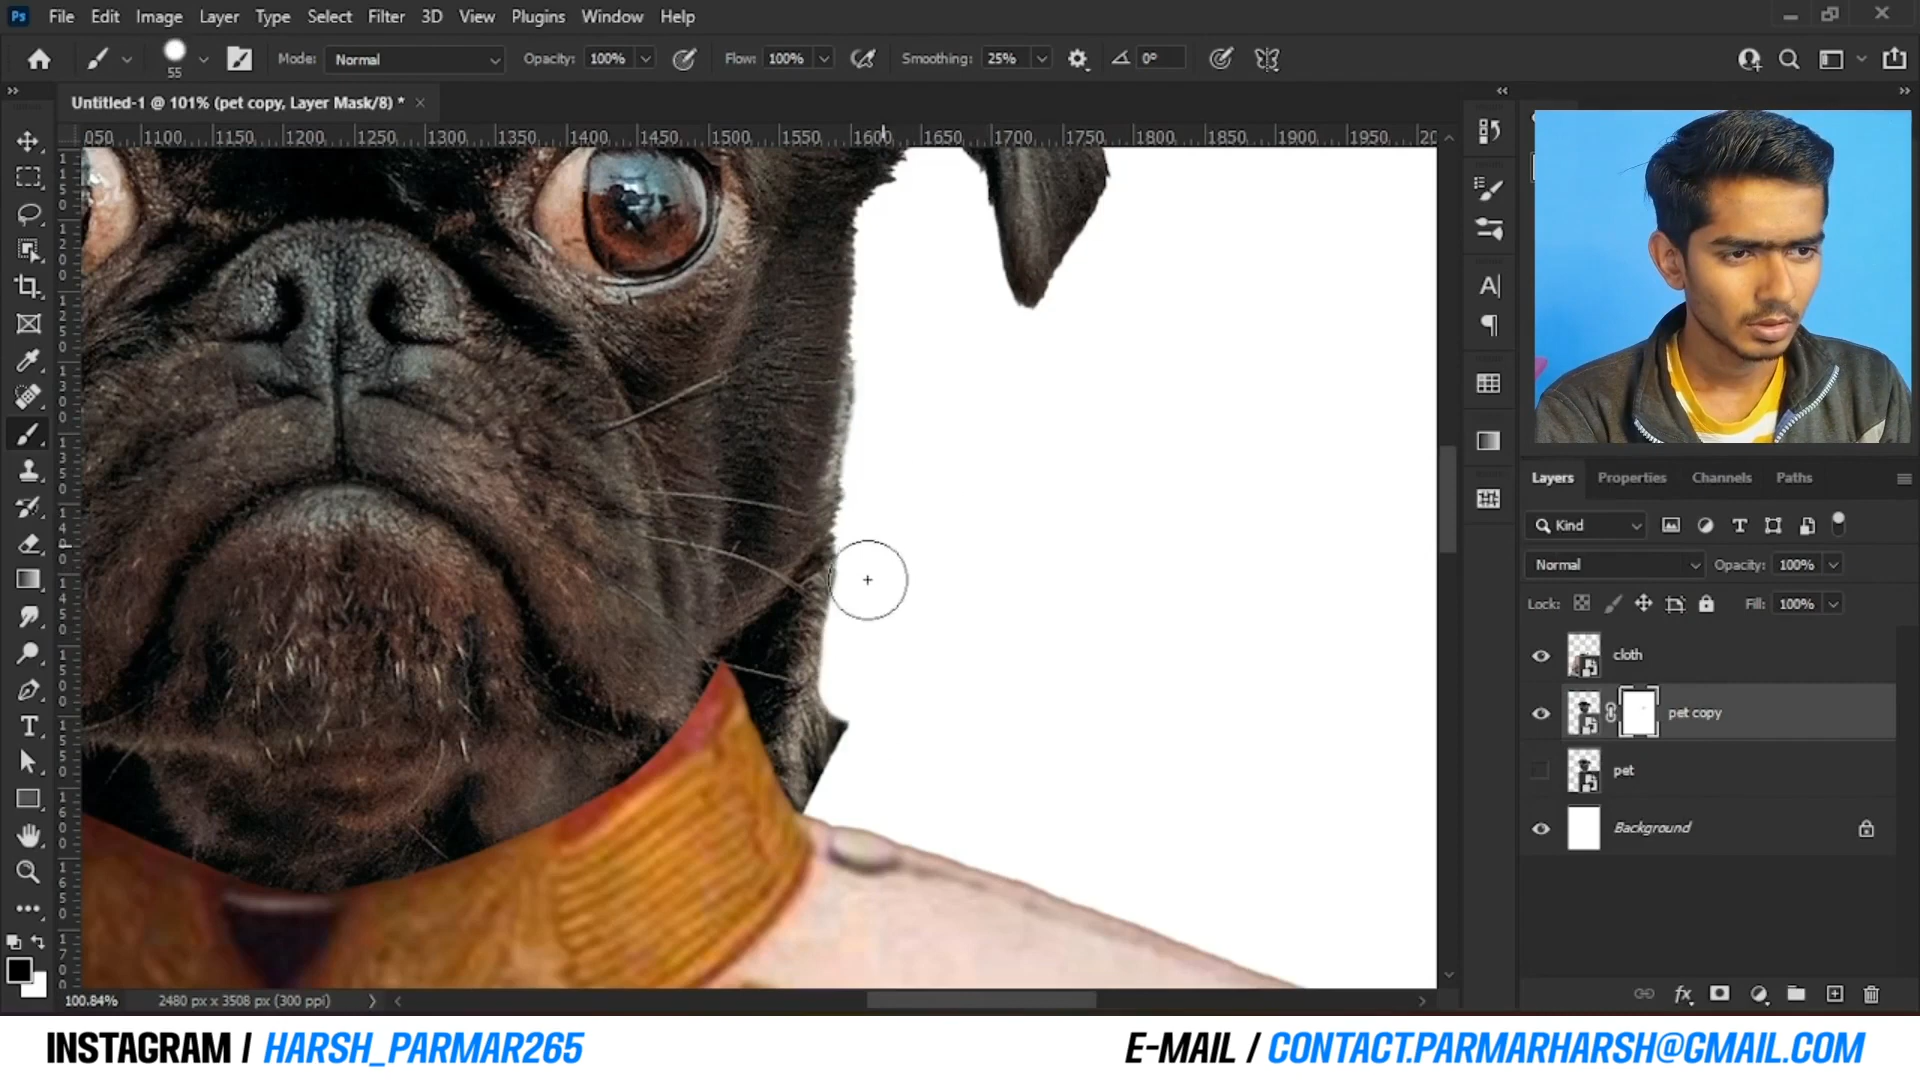 Ps File Edit Image Layer Type Select Filter 3D View Plugins Window Help
55 Mode: Normal Opacity: 100% Flow: 100% Smoothing: 25% 0°
Untitled-1 @ 101% (pet copy, Layer Mask/8) * ×
050 1100 1150 1200 1250 1300 1350 1400 1450 1500 1550 1600 1650 1700 1750 1800 1850 1900 1950 20
Layers Properties Channels Paths
Kind
Normal Opacity: 100%
Lock: Fill: 100%
cloth
pet copy
pet
Background
100.84% 2480 px x 3508 px (300 ppi)
INSTAGRAM / HARSH_PARMAR265 E-MAIL / CONTACT.PARMARHARSH@GMAIL.COM